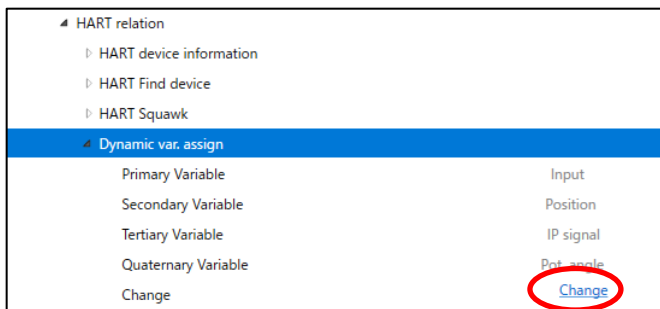 HART relation
HART device information
HART Find device
HART Squawk
Dynamic var. assign
Primary Variable Input
Secondary Variable Position
Tertiary Variable IP signal
Quaternary Variable Pot. angle
Change Change